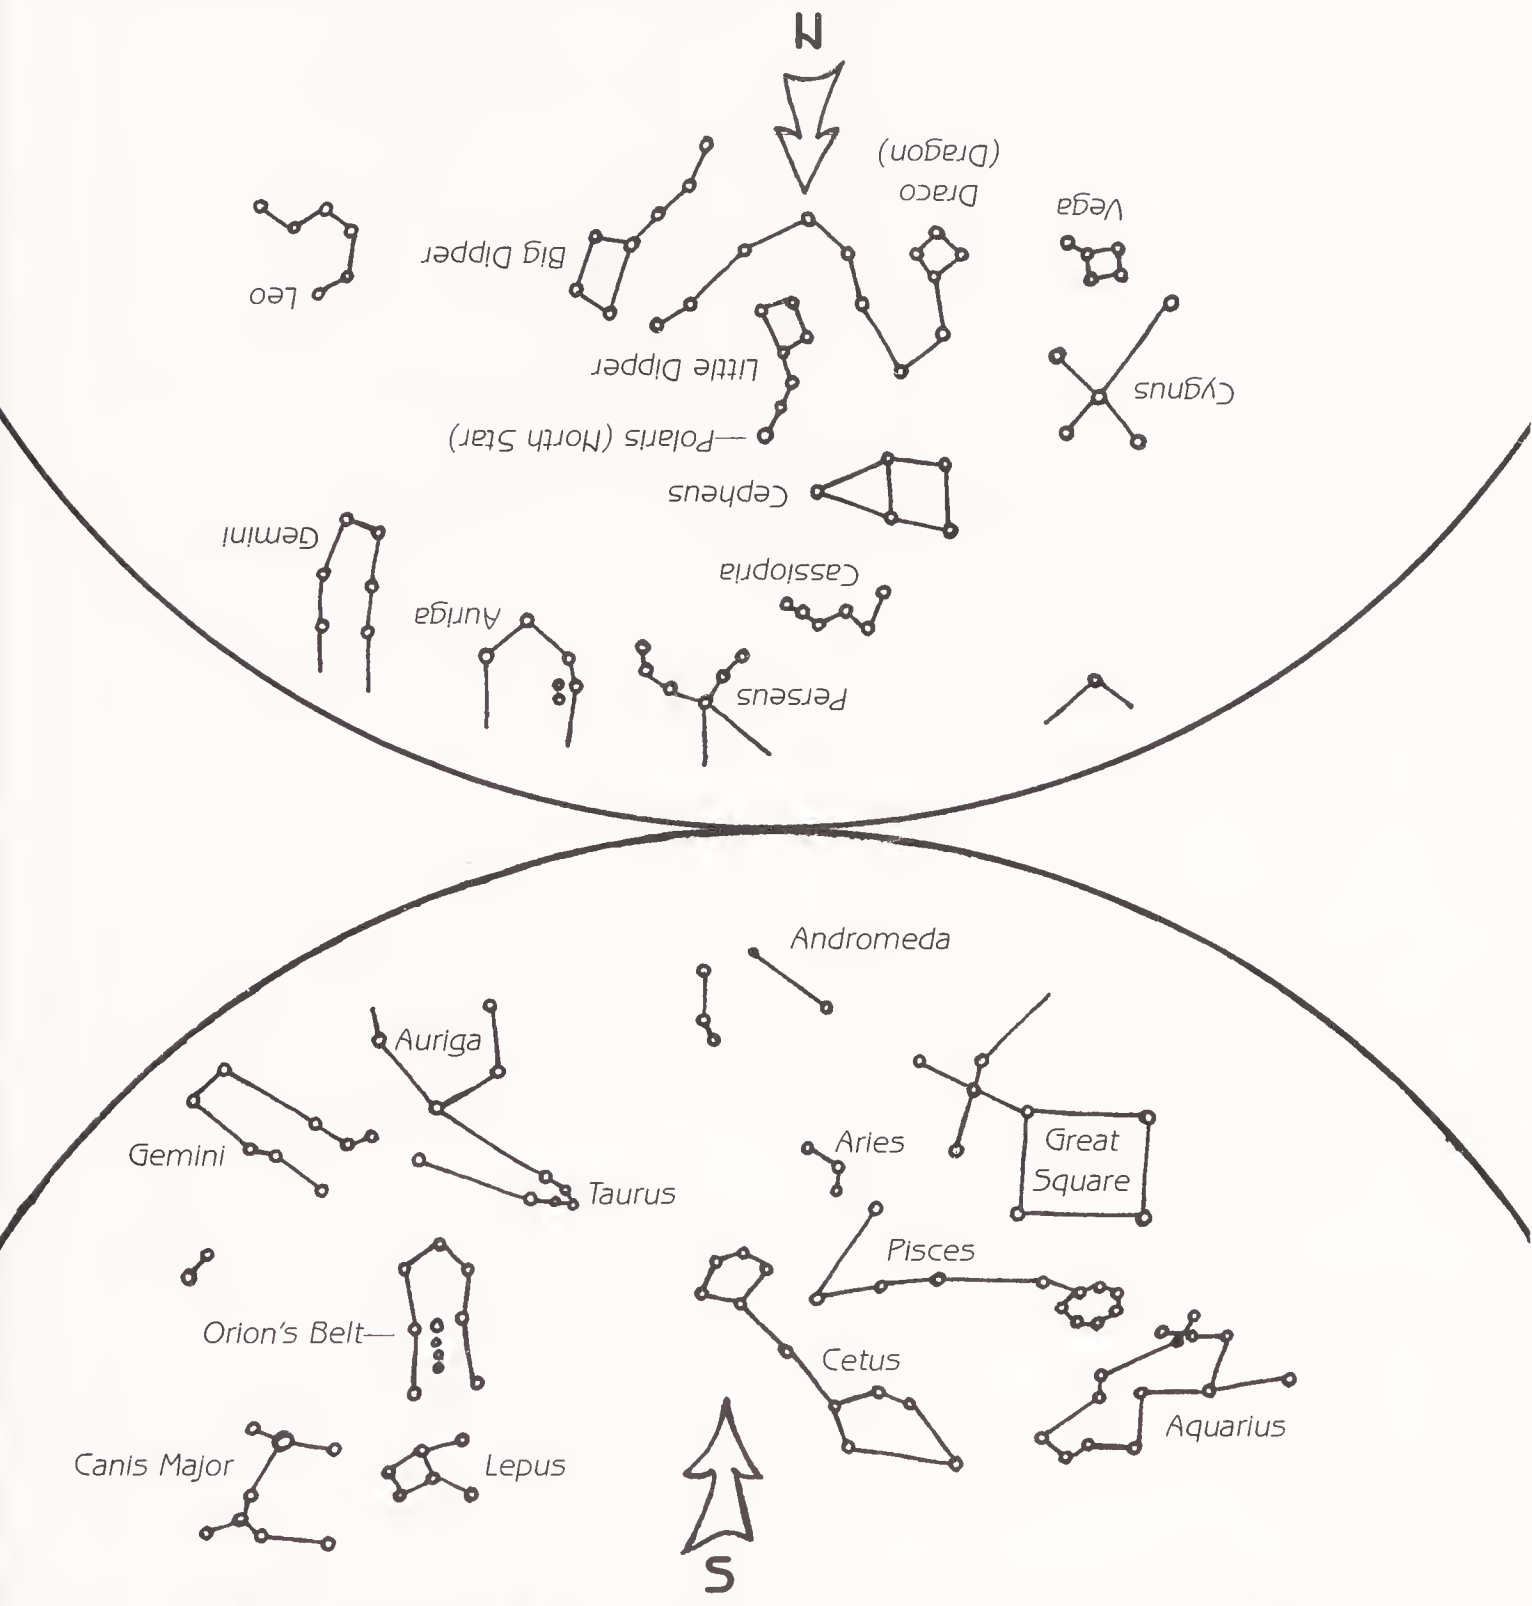 N
Draco
(Dragon)
Vega
Big Dipper
Leo
Little Dipper
Cygnus
—Polaris (North Star)
Cepheus
Gemini
Cassiopria
Auriga
Perseus
Andromeda
Auriga
Gemini
Aries
Great
Square
Taurus
Pisces
Orion's Belt—
Cetus
Aquarius
Canis Major
Lepus
S